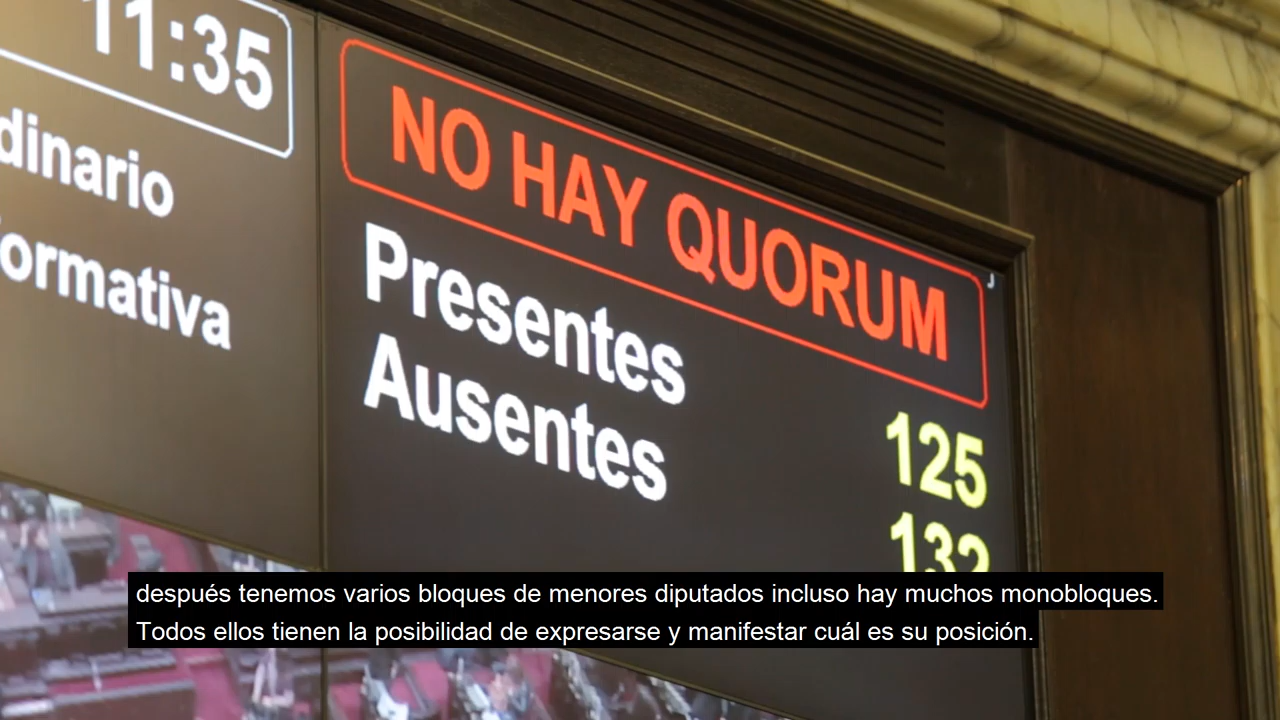 11:35
dinario
ormativa
NO HAY QUORUM
Presentes 125
Ausentes 132
después tenemos varios bloques de menores diputados incluso hay muchos monobloques.
Todos ellos tienen la posibilidad de expresarse y manifestar cuál es su posición.